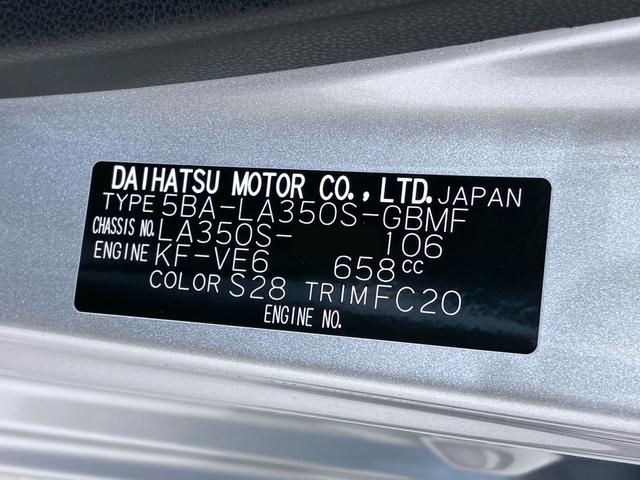 DAIHATSU MOTOR CO., LTD. JAPAN
TYPE 5BA-LA350S-GBMF
CHASSIS NO. LA350S- 106
ENGINE KF-VE6 658cc
COLOR S28 TRIM FC20
ENGINE NO.